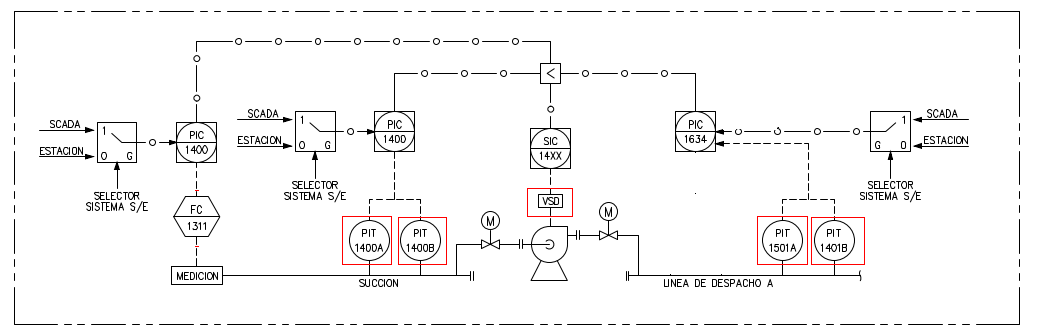 <
SCADA
1
ESTACION
O G
PIC
1400
SELECTOR
SISTEMA S/E
SCADA
1
ESTACION
O G
PIC
1400
SELECTOR
SISTEMA S/E
SIC
14XX
PIC
1634
SCADA
1
ESTACION
G O
SELECTOR
SISTEMA S/E
FC
1311
VSD
PIT
1400A
PIT
1400B
M
M
PIT
1501A
PIT
1401B
MEDICION
SUCCION
LINEA DE DESPACHO A